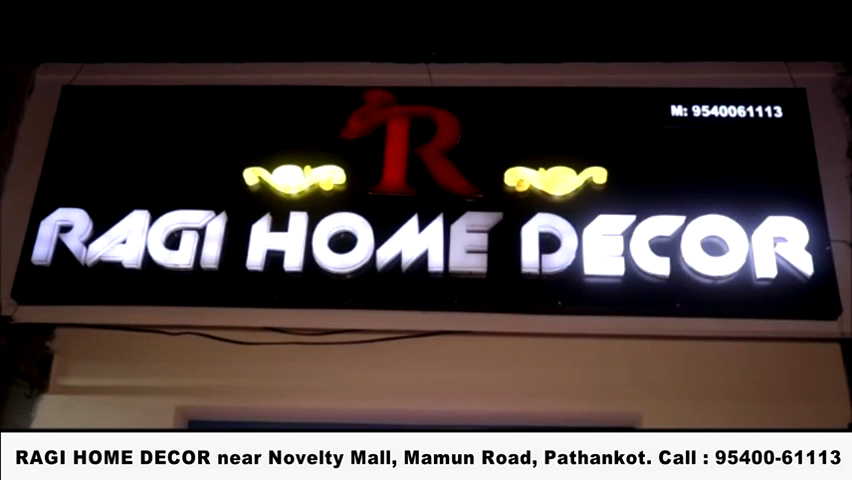 R
M: 9540061113
RAGI HOME DECOR
RAGI HOME DECOR near Novelty Mall, Mamun Road, Pathankot. Call : 95400-61113